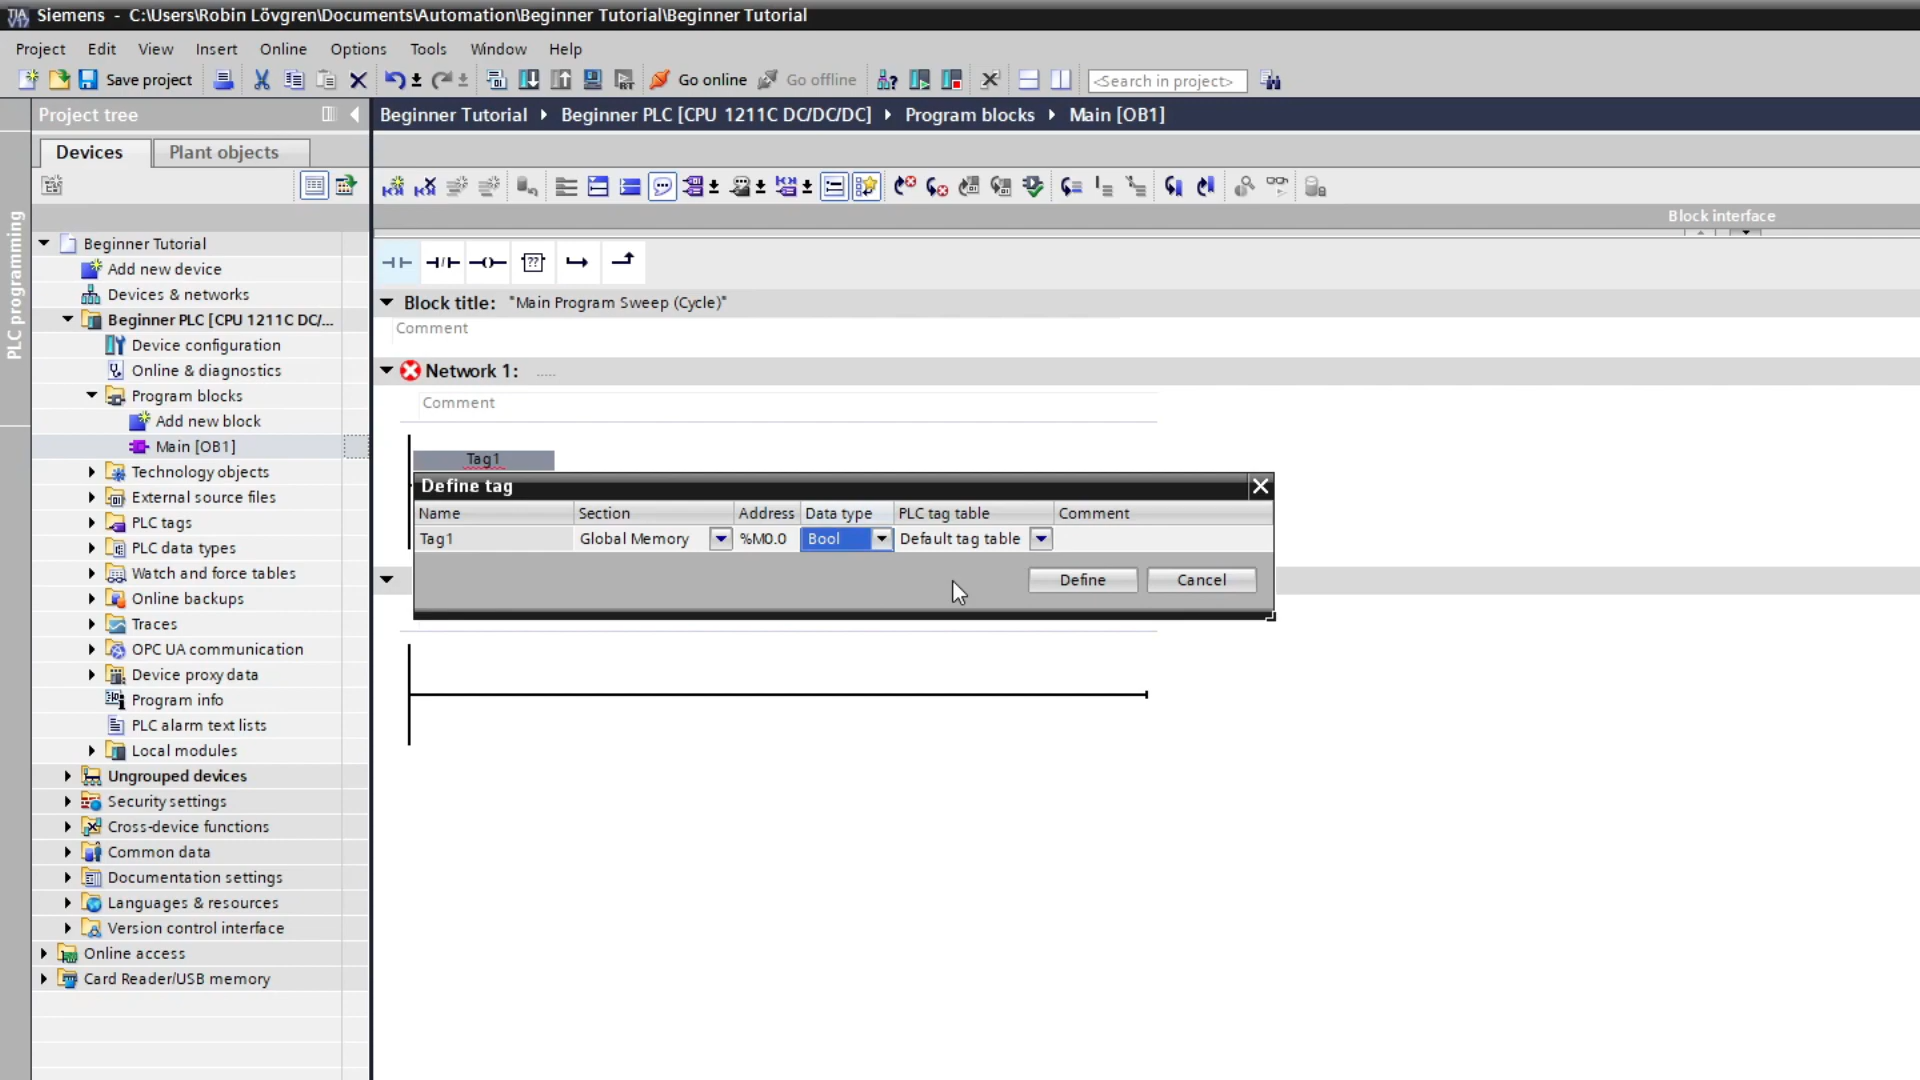 Siemens - C:\Users\Robin Lövgren\Documents\Automation\Beginner Tutorial\Beginner Tutorial
Project Edit View Insert Online Options Tools Window Help
Save project Go online Go offline <Search in project>
Project tree
Beginner Tutorial Beginner PLC [CPU 1211C DC/DC/DC] Program blocks Main [OB1]
Devices Plant objects
PLC programming
Block interface
Beginner Tutorial
Add new device
Devices & networks
Beginner PLC [CPU 1211C DC/...
Device configuration
Online & diagnostics
Program blocks
Add new block
Main [OB1]
Technology objects
External source files
PLC tags
PLC data types
Watch and force tables
Online backups
Traces
OPC UA communication
Device proxy data
Program info
PLC alarm text lists
Local modules
Ungrouped devices
Security settings
Cross-device functions
Common data
Documentation settings
Languages & resources
Version control interface
Online access
Card Reader/USB memory
??
Block title: "Main Program Sweep (Cycle)"
Comment
Network 1: .....
Comment
Tag1
Define tag
Name Section Address Data type PLC tag table Comment
Tag1 Global Memory %M0.0 Bool Default tag table
Define Cancel